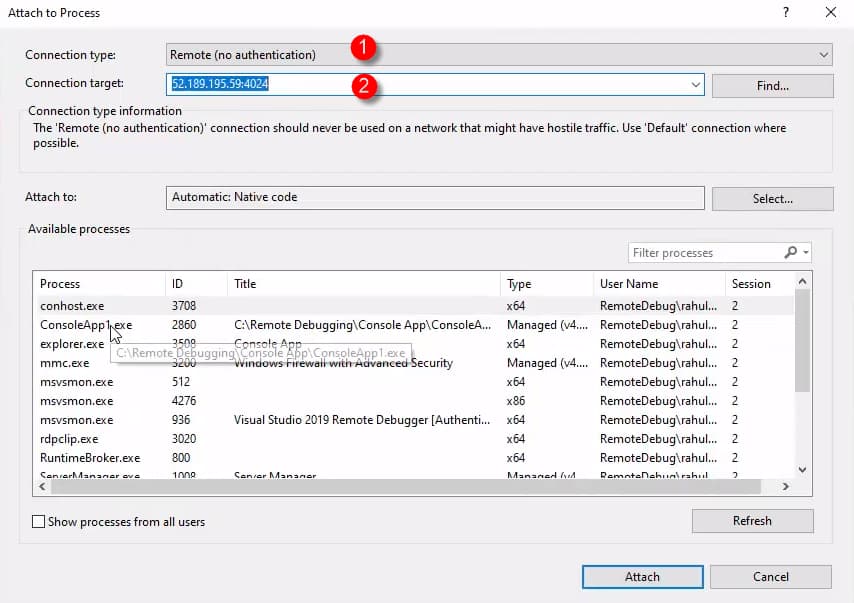 Attach to Process
?
Connection type:
Remote (no authentication)
1
Connection target:
52.189.195.59:4024
2
Find...
Connection type information
The 'Remote (no authentication)' connection should never be used on a network that might have hostile traffic. Use 'Default' connection where
possible.
Attach to:
Automatic: Native code
Select...
Available processes
Filter processes
Process ID Title Type User Name Session
conhost.exe 3708 x64 RemoteDebug\rahul... 2
ConsoleApp1.exe 2860 C:\Remote Debugging\Console App\ConsoleA... Managed (v4.... RemoteDebug\rahul... 2
explorer.exe 3508 Console App x64 RemoteDebug\rahul... 2
C:\Remote Debugging\Console App\ConsoleApp1.exe
mmc.exe 5200 Windows Firewall with Advanced Security Managed (v4.... RemoteDebug\rahul... 2
msvsmon.exe 512 x64 RemoteDebug\rahul... 2
msvsmon.exe 4276 x86 RemoteDebug\rahul... 2
msvsmon.exe 936 Visual Studio 2019 Remote Debugger [Authenti... x64 RemoteDebug\rahul... 2
rdpclip.exe 3020 x64 RemoteDebug\rahul... 2
RuntimeBroker.exe 800 x64 RemoteDebug\rahul... 2
ServerManager.exe 1008 Server Manager Managed (v4.... RemoteDebug\rahul... 2
Show processes from all users
Refresh
Attach
Cancel